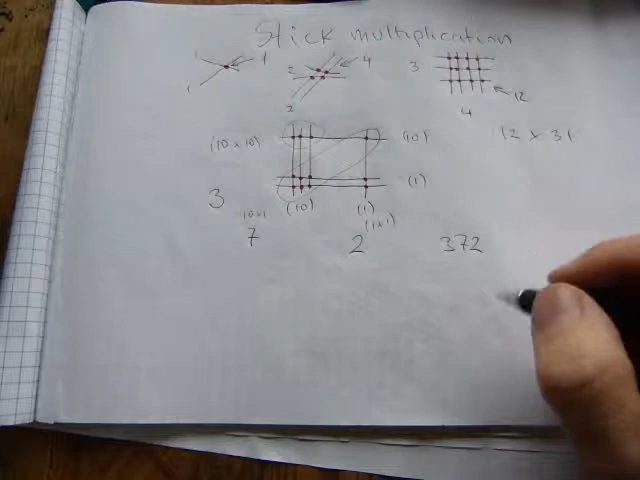 Stick multiplication
1 1
2 4 3
1 12
2 4
12 x 31
(10 x 10) (10)
(1)
3 (10) (1)
10x1 (1x1)
7 2 372